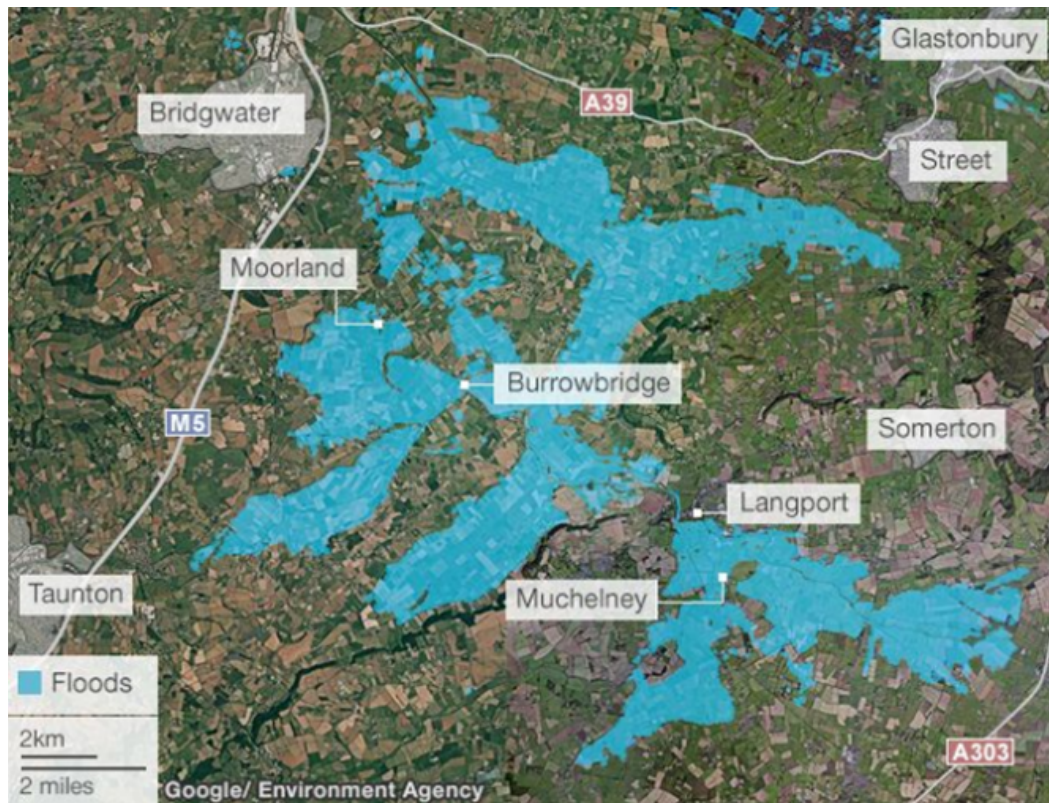 Glastonbury
Bridgwater
A39
Street
Moorland
Burrowbridge
M5
Somerton
Langport
Taunton
Muchelney
Floods
2km
2 miles
A303
Google/ Environment Agency